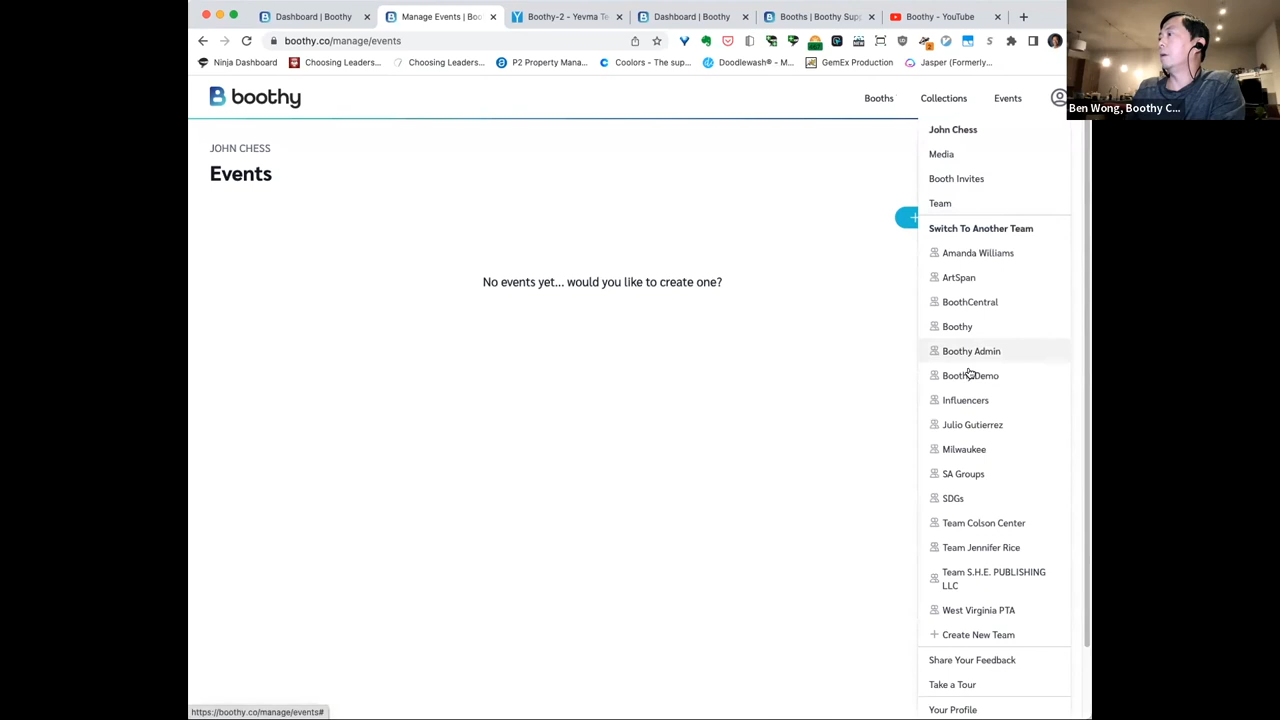 Dashboard | Boothy
Manage Events | Boo
Boothy-2 - Yevma Te
Dashboard | Boothy
Booths | Boothy Supp
Boothy - YouTube
boothy.co/manage/events
Ninja Dashboard
Choosing Leaders...
Choosing Leaders...
P2 Property Mana...
Coolors - The sup...
Doodlewash® - M...
GemEx Production
Jasper (Formerly...
Ben Wong, Boothy C...
boothy
Booths
Collections
Events
JOHN CHESS
Events
No events yet... would you like to create one?
John Chess
Media
Booth Invites
Team
Switch To Another Team
Amanda Williams
ArtSpan
BoothCentral
Boothy
Boothy Admin
Boothy Demo
Influencers
Julio Gutierrez
Milwaukee
SA Groups
SDGs
Team Colson Center
Team Jennifer Rice
Team S.H.E. PUBLISHING
LLC
West Virginia PTA
+ Create New Team
Share Your Feedback
Take a Tour
Your Profile
https://boothy.co/manage/events#